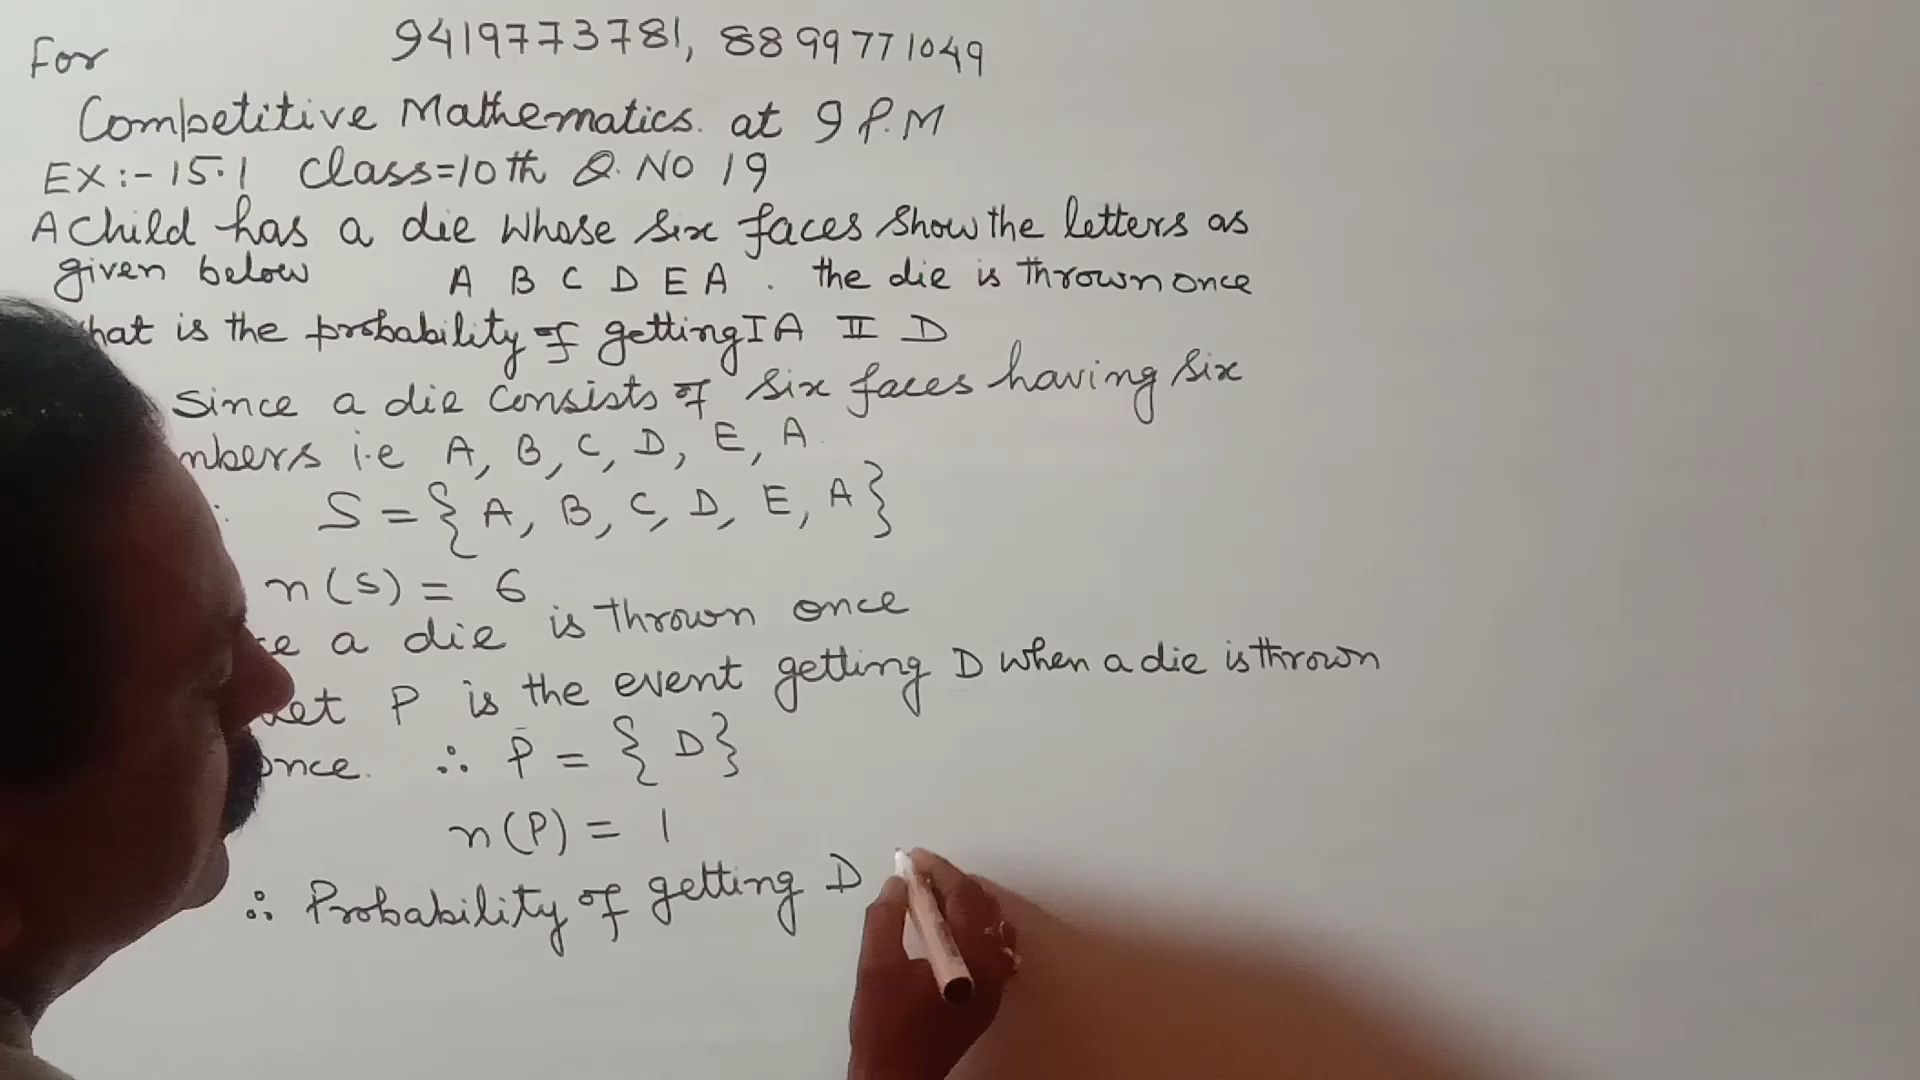 For 9419773781, 8899771049
Competitive Mathematics. at 9 P.M
EX:-15.1 Class=10th Q. NO 19
A Child has a die Whose six faces Show the letters as
given below A B C D E A . the die is thrown once
hat is the probability of getting I A II D
Since a die Consists of six faces having six
mbers i.e A, B, C, D, E, A
S = { A, B, C, D, E, A }
n(S) = 6
ce a die is thrown once
Let P is the event getting D when a die is thrown
once. ∴ P = { D }
n(P) = 1
∴ Probability of getting D